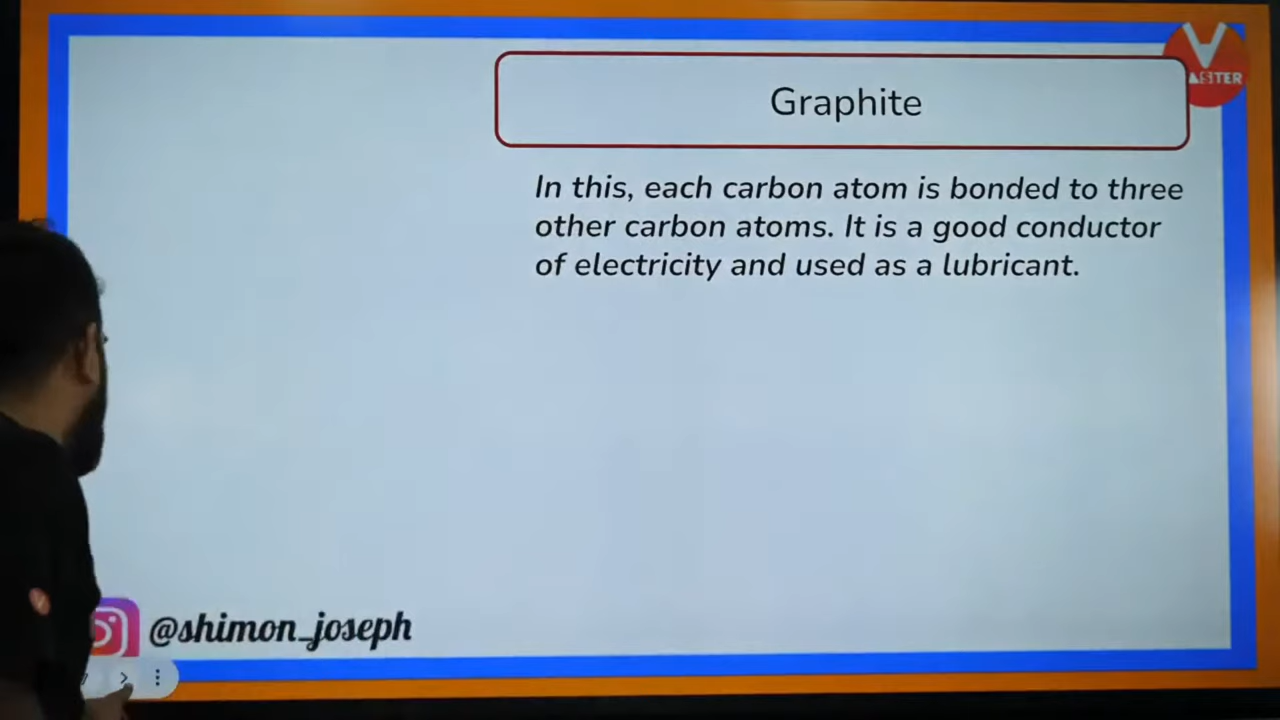 Graphite
In this, each carbon atom is bonded to three
other carbon atoms. It is a good conductor
of electricity and used as a lubricant.
@shimon_joseph